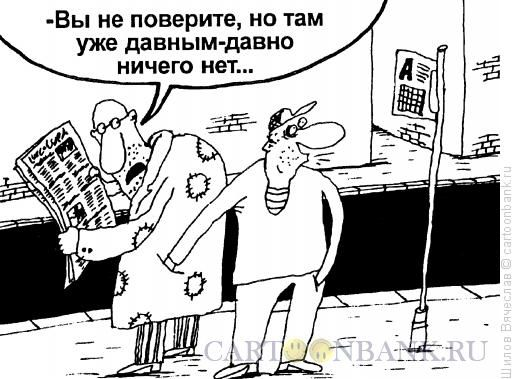 -Вы не поверите, но там
уже давным-давно
ничего нет...
А
CARTOONBANK.RU
Шилов Вячеслав © cartoonbank.ru